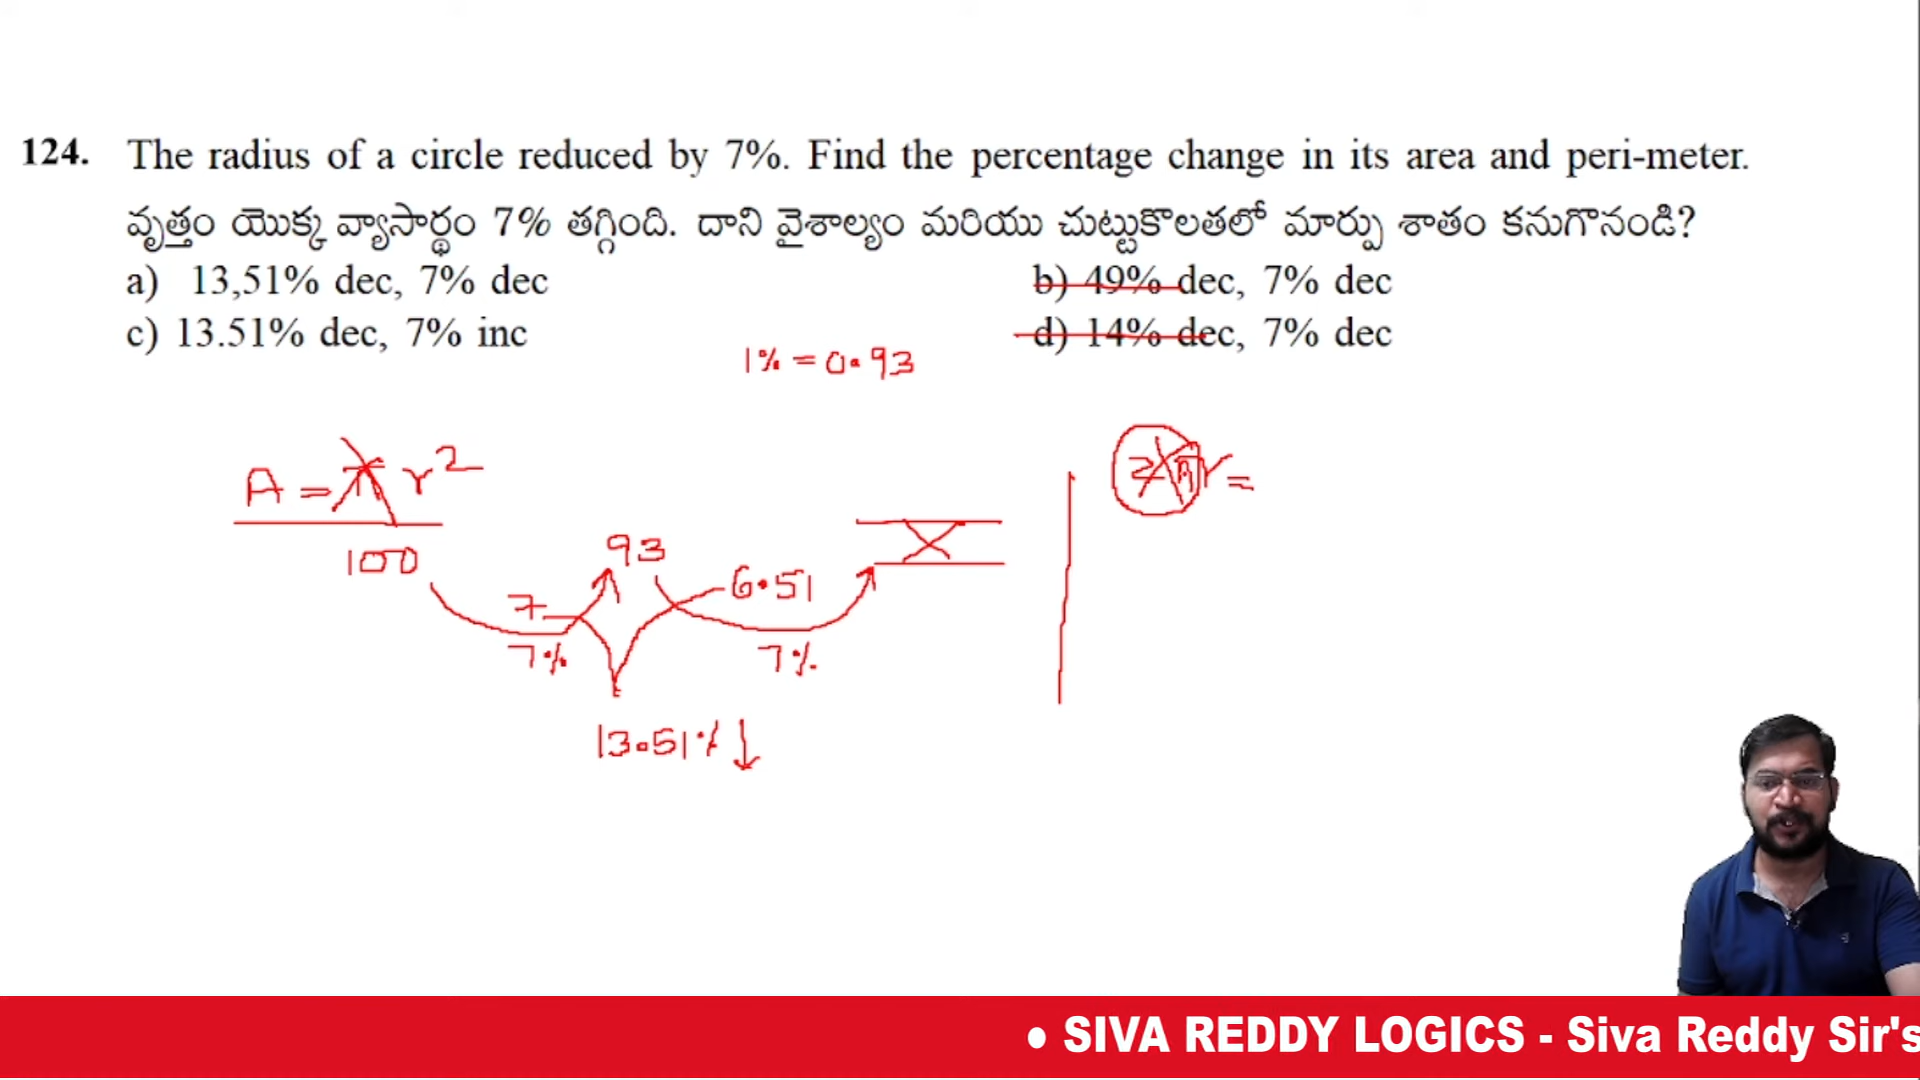 124. The radius of a circle reduced by 7%. Find the percentage change in its area and peri-meter.
వృత్తం యొక్క వ్యాసార్థం 7% తగ్గింది. దాని వైశాల్యం మరియు చుట్టుకొలతలో మార్పు శాతం కనుగొనండి?
a) 13,51% dec, 7% dec b) 49% dec, 7% dec
c) 13.51% dec, 7% inc d) 14% dec, 7% dec
1% = 0.93
A = π r² 2πr =
100 93
7 6.51
7% 7%
13.51% ↓
• SIVA REDDY LOGICS - Siva Reddy Sir's